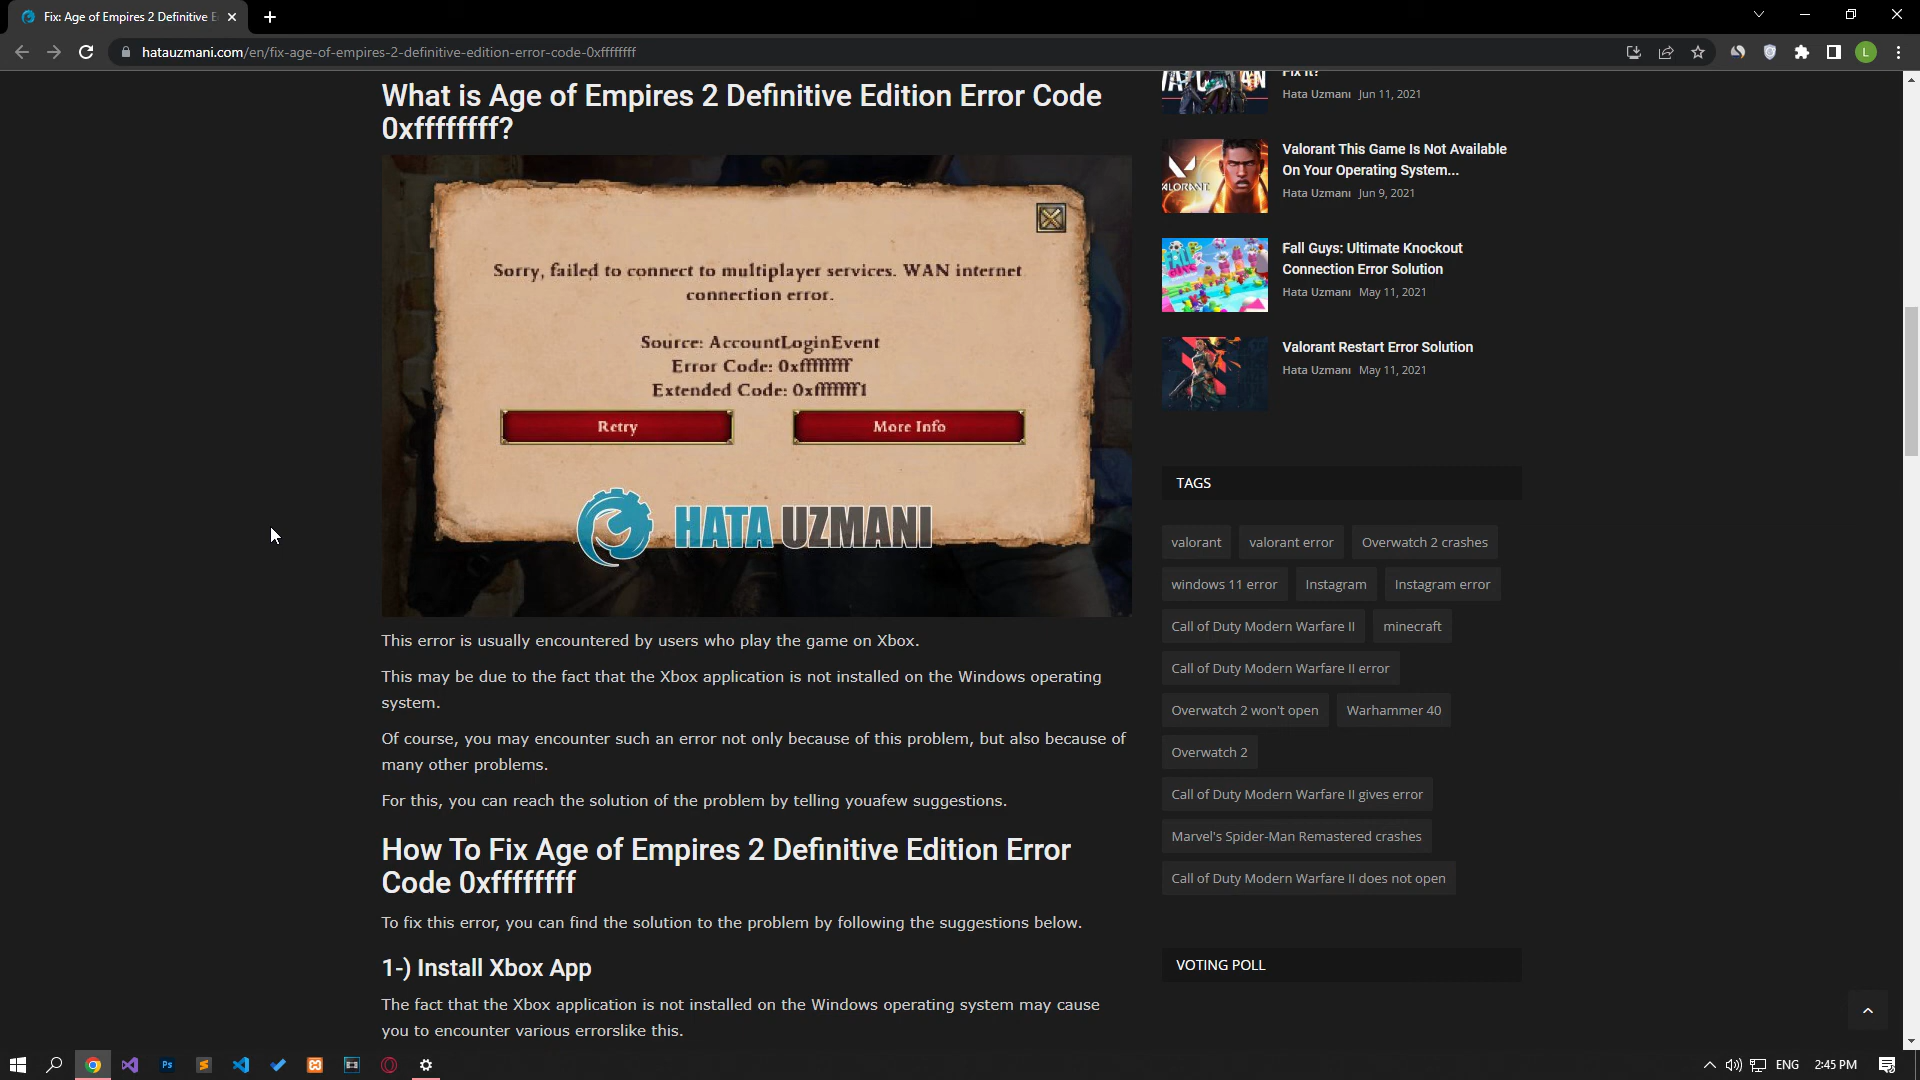 Fix: Age of Empires 2 Definitive E
hatauzmani.com/en/fix-age-of-empires-2-definitive-edition-error-code-0xffffffff
L
What is Age of Empires 2 Definitive Edition Error Code
0xffffffff?
Sorry, failed to connect to multiplayer services. WAN internet
connection error.
Source: AccountLoginEvent
Error Code: 0xffffffff
Extended Code: 0xfffffff1
Retry
More Info
HATA UZMANI
This error is usually encountered by users who play the game on Xbox.
This may be due to the fact that the Xbox application is not installed on the Windows operating
system.
Of course, you may encounter such an error not only because of this problem, but also because of
many other problems.
For this, you can reach the solution of the problem by telling youafew suggestions.
How To Fix Age of Empires 2 Definitive Edition Error
Code 0xffffffff
To fix this error, you can find the solution to the problem by following the suggestions below.
1-) Install Xbox App
The fact that the Xbox application is not installed on the Windows operating system may cause
you to encounter various errorslike this.
Fix It?
Hata Uzmanı Jun 11, 2021
VALORANT
Valorant This Game Is Not Available
On Your Operating System...
Hata Uzmanı Jun 9, 2021
Fall Guys: Ultimate Knockout
Connection Error Solution
Hata Uzmanı May 11, 2021
Valorant Restart Error Solution
Hata Uzmanı May 11, 2021
TAGS
valorant
valorant error
Overwatch 2 crashes
windows 11 error
Instagram
Instagram error
Call of Duty Modern Warfare II
minecraft
Call of Duty Modern Warfare II error
Overwatch 2 won't open
Warhammer 40
Overwatch 2
Call of Duty Modern Warfare II gives error
Marvel's Spider-Man Remastered crashes
Call of Duty Modern Warfare II does not open
VOTING POLL
Ps
ENG
2:45 PM